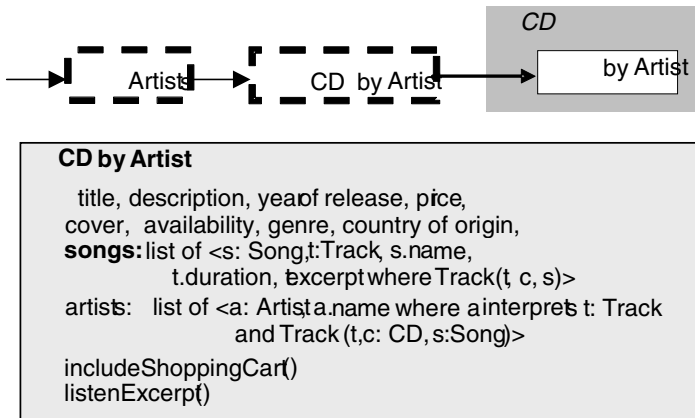 CD
Artists
CD by Artist
by Artist
CD by Artist
title, description, year of release, price,
cover, availability, genre, country of origin,
songs: list of <s: Song, t:Track, s.name,
t.duration, t.excerpt where Track(t, c, s)>
artists: list of <a: Artist, a.name where a interprets t: Track
and Track (t,c: CD, s:Song)>
includeShoppingCart()
listenExcerpt()